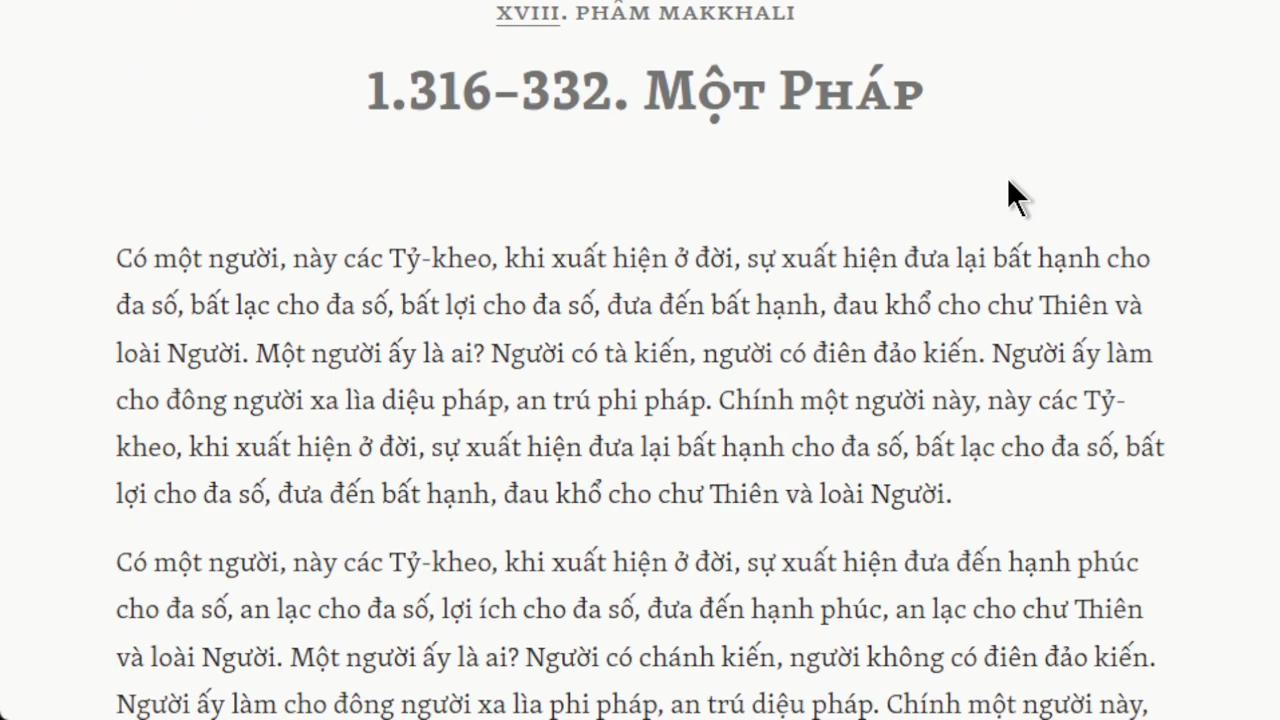 XVIII. PHẨM MAKKHALI
1.316–332. Một Pháp
Có một người, này các Tỷ-kheo, khi xuất hiện ở đời, sự xuất hiện đưa lại bất hạnh cho
đa số, bất lạc cho đa số, bất lợi cho đa số, đưa đến bất hạnh, đau khổ cho chư Thiên và
loài Người. Một người ấy là ai? Người có tà kiến, người có điên đảo kiến. Người ấy làm
cho đông người xa lìa diệu pháp, an trú phi pháp. Chính một người này, này các Tỷ-
kheo, khi xuất hiện ở đời, sự xuất hiện đưa lại bất hạnh cho đa số, bất lạc cho đa số, bất
lợi cho đa số, đưa đến bất hạnh, đau khổ cho chư Thiên và loài Người.
Có một người, này các Tỷ-kheo, khi xuất hiện ở đời, sự xuất hiện đưa đến hạnh phúc
cho đa số, an lạc cho đa số, lợi ích cho đa số, đưa đến hạnh phúc, an lạc cho chư Thiên
và loài Người. Một người ấy là ai? Người có chánh kiến, người không có điên đảo kiến.
Người ấy làm cho đông người xa lìa phi pháp, an trú diệu pháp. Chính một người này,